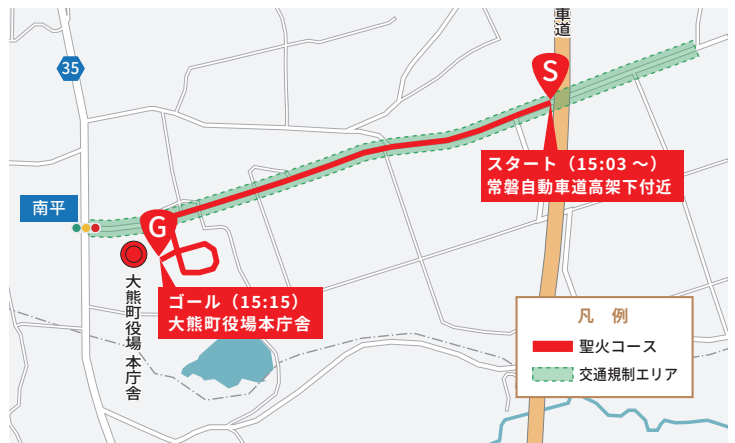 車道
35
S
スタート（15:03 ～）
常磐自動車道高架下付近
南平
G
ゴール（15:15）
大熊町役場本庁舎
大熊町役場 本庁舎
凡 例
聖火コース
交通規制エリア